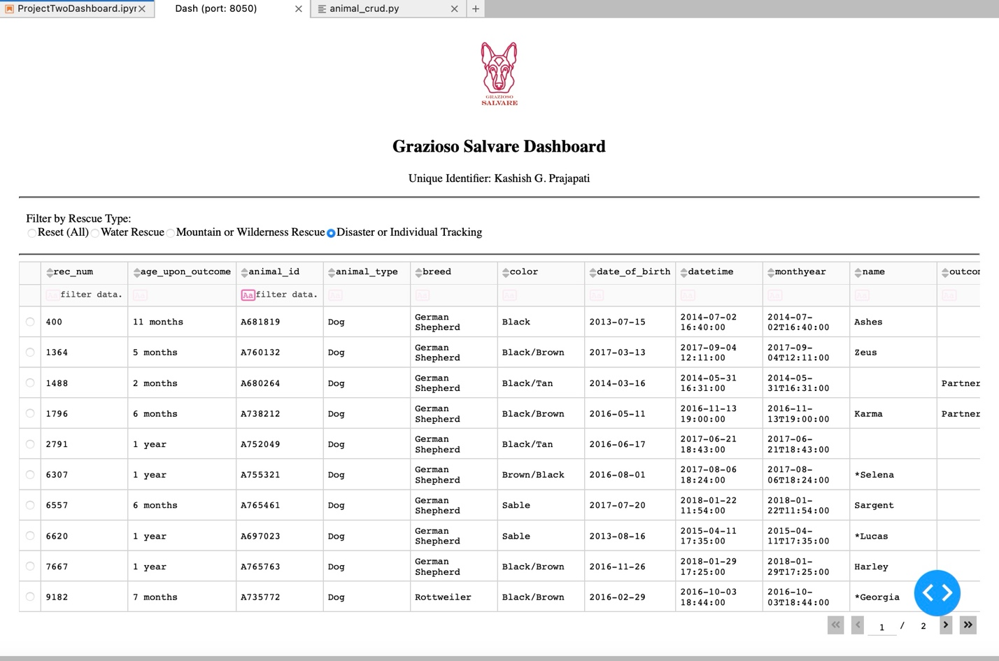 ProjectTwoDashboard.ipyr
Dash (port: 8050)
animal_crud.py
GRAZIOSO
SALVARE
Grazioso Salvare Dashboard
Unique Identifier: Kashish G. Prajapati
Filter by Rescue Type:
Reset (All) Water Rescue Mountain or Wilderness Rescue Disaster or Individual Tracking
rec_num age_upon_outcome animal_id animal_type breed color date_of_birth datetime monthyear name outcor
Aa filter data. Aa Aa filter data. Aa Aa Aa Aa Aa Aa Aa Aa
400 11 months A681819 Dog German Shepherd Black 2013-07-15 2014-07-02 16:40:00 2014-07-02T16:40:00 Ashes
1364 5 months A760132 Dog German Shepherd Black/Brown 2017-03-13 2017-09-04 12:11:00 2017-09-04T12:11:00 Zeus
1488 2 months A680264 Dog German Shepherd Black/Tan 2014-03-16 2014-05-31 16:31:00 2014-05-31T16:31:00 Partner
1796 6 months A738212 Dog German Shepherd Black/Brown 2016-05-11 2016-11-13 19:00:00 2016-11-13T19:00:00 Karma Partner
2791 1 year A752049 Dog German Shepherd Black/Tan 2016-06-17 2017-06-21 18:43:00 2017-06-21T18:43:00
6307 1 year A755321 Dog German Shepherd Brown/Black 2016-08-01 2017-08-06 18:24:00 2017-08-06T18:24:00 *Selena
6557 6 months A765461 Dog German Shepherd Sable 2017-07-20 2018-01-22 11:54:00 2018-01-22T11:54:00 Sargent
6620 1 year A697023 Dog German Shepherd Sable 2013-08-16 2015-04-11 17:35:00 2015-04-11T17:35:00 *Lucas
7667 1 year A765763 Dog German Shepherd Black/Brown 2016-11-26 2018-01-29 17:25:00 2018-01-29T17:25:00 Harley
9182 7 months A735772 Dog Rottweiler Black/Brown 2016-02-29 2016-10-03 18:44:00 2016-10-03T18:44:00 *Georgia
1 / 2